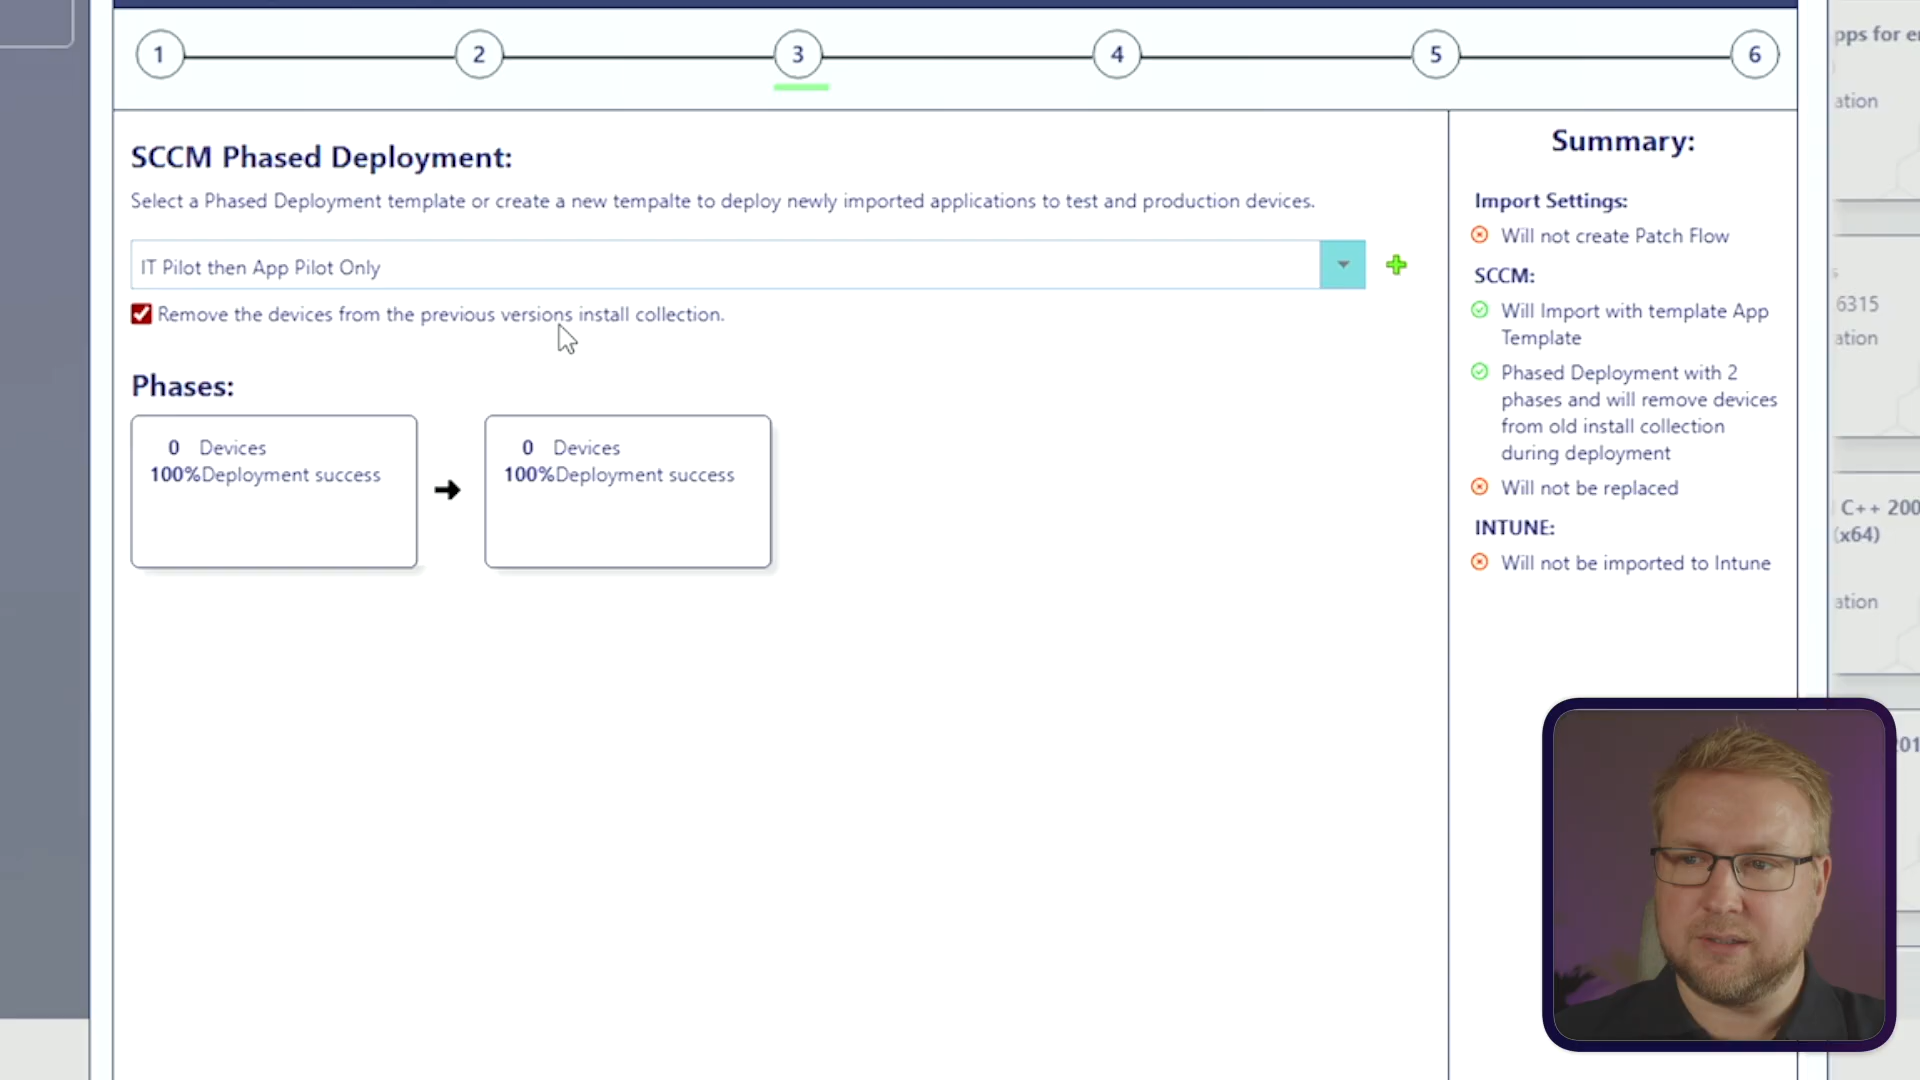 1 2 3 4 5 6
SCCM Phased Deployment:
Select a Phased Deployment template or create a new tempalte to deploy newly imported applications to test and production devices.
IT Pilot then App Pilot Only
Remove the devices from the previous versions install collection.
Phases:
0 Devices
100%Deployment success
0 Devices
100%Deployment success
Summary:
Import Settings:
Will not create Patch Flow
SCCM:
Will Import with template App
Template
Phased Deployment with 2
phases and will remove devices
from old install collection
during deployment
Will not be replaced
INTUNE:
Will not be imported to Intune
pps for e
ation
6315
ation
C++ 200
(x64)
ation
201